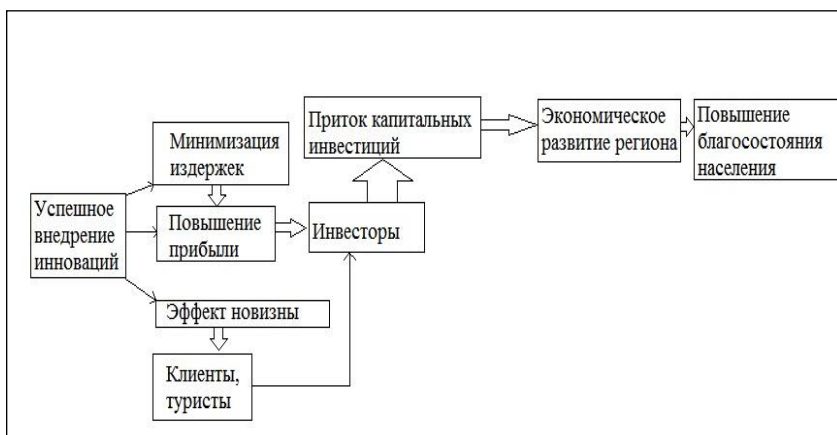 Успешное
внедрение
инноваций
Минимизация
издержек
Повышение
прибыли
Эффект новизны
Клиенты,
туристы
Инвесторы
Приток капитальных
инвестиций
Экономическое
развитие региона
Повышение
благосостояния
населения